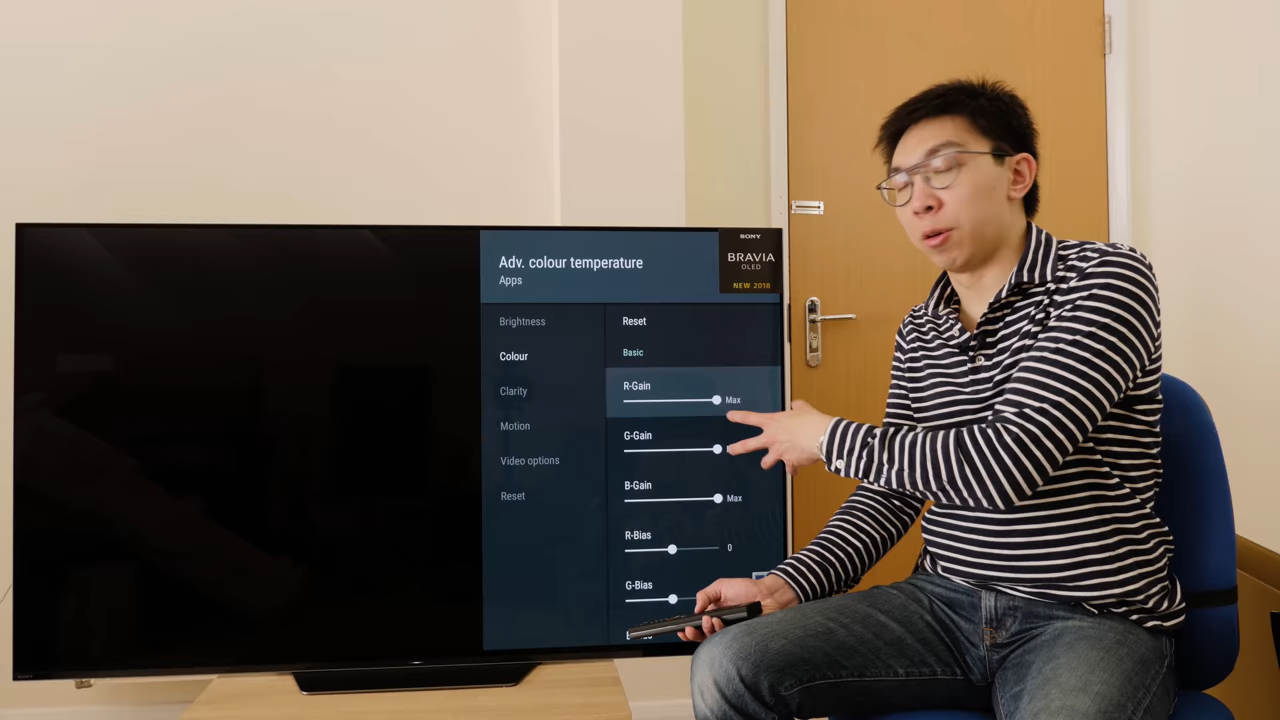 Adv. colour temperature
Apps
SONY
BRAVIA
OLED
NEW 2018
Brightness
Colour
Clarity
Motion
Video options
Reset
Reset
Basic
R-Gain
Max
G-Gain
B-Gain
Max
R-Bias
0
G-Bias